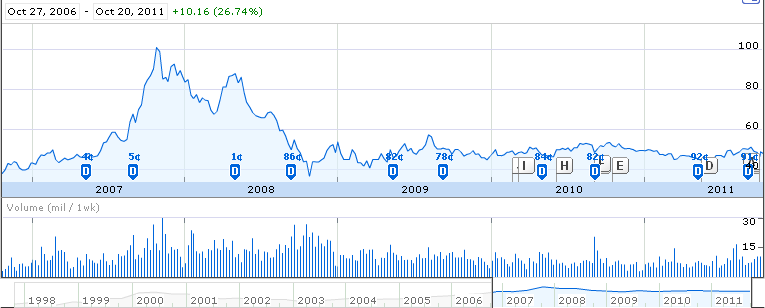 Oct 27, 2006 - Oct 20, 2011 +10.16 (26.74%)
100
80
60
40
4¢ 5¢ 1¢ 86¢ 82¢ 78¢ 84¢ 82¢ 92¢ 91¢
D D D D D D I D H D E D D D
2007 2008 2009 2010 2011
Volume (mil / 1wk)
30
15
1998 1999 2000 2001 2002 2003 2004 2005 2006 2007 2008 2009 2010 2011